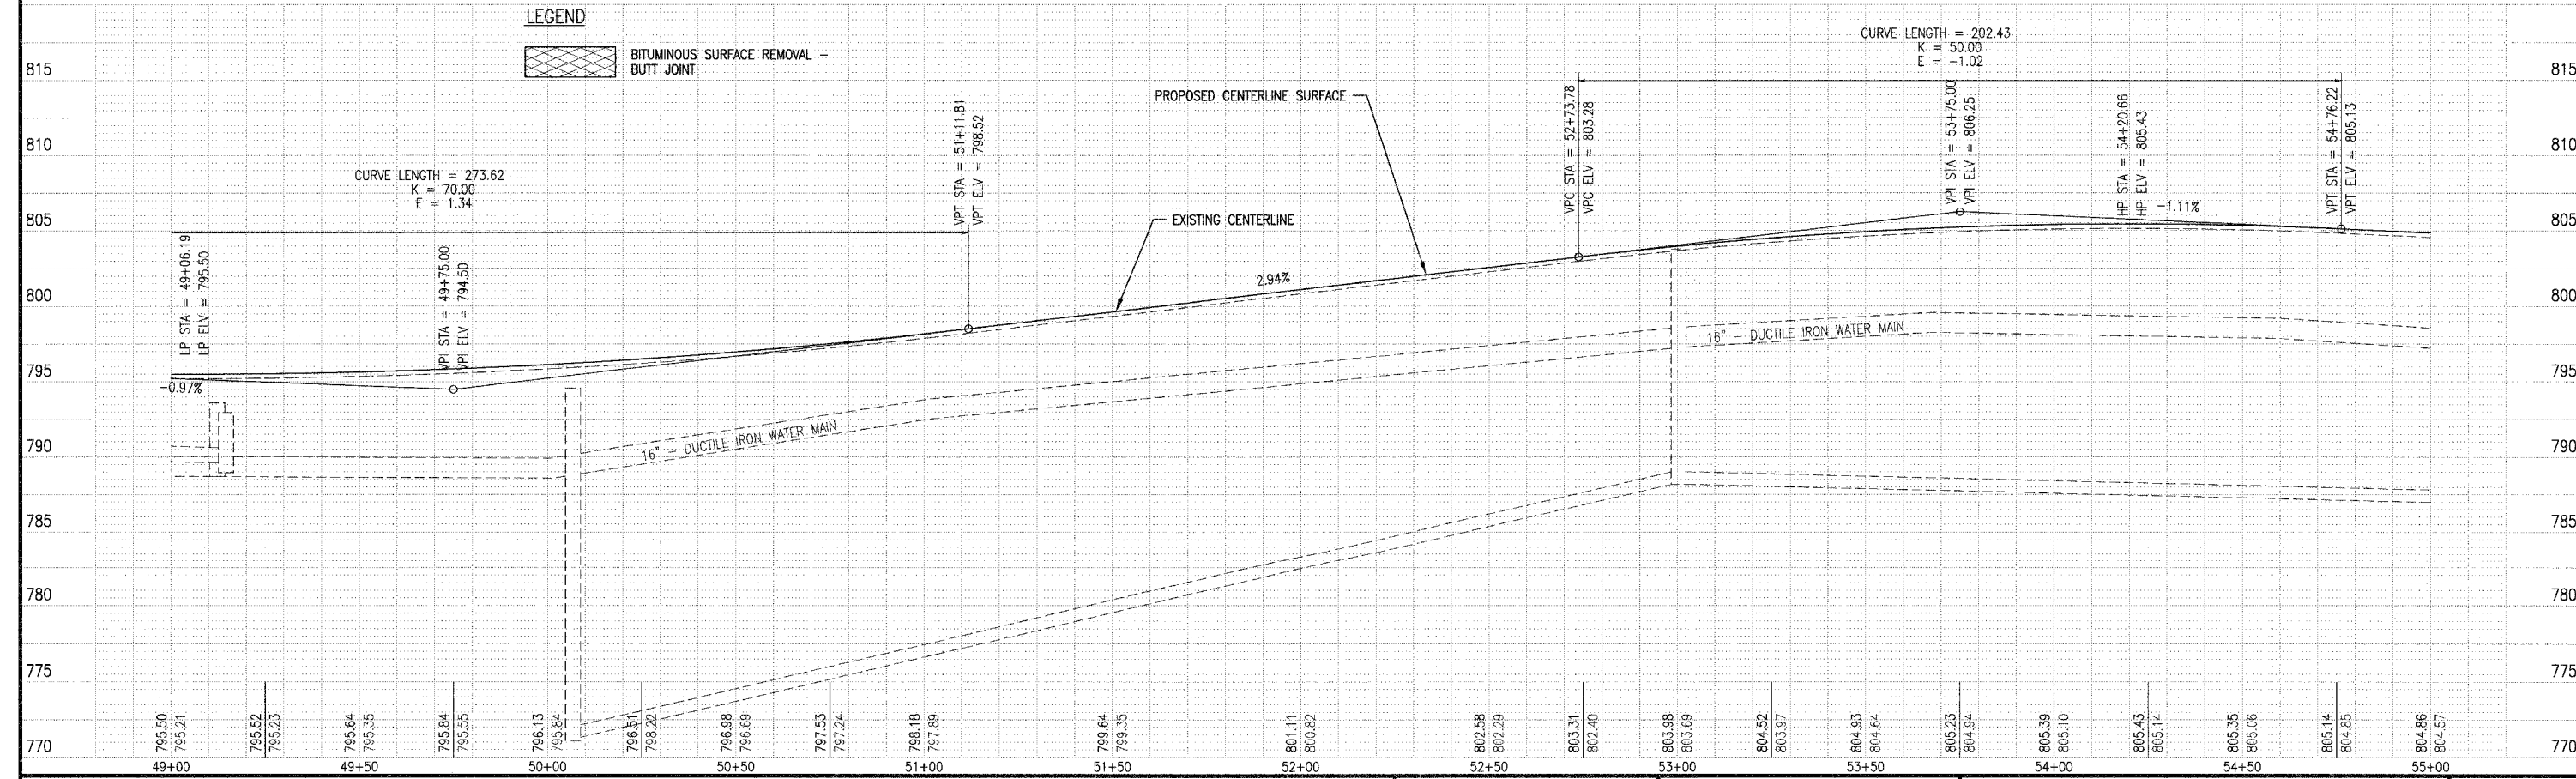 LEGEND
BITUMINOUS SURFACE REMOVAL –
BUTT JOINT
CURVE LENGTH = 202.43
K = 50.00
E = -1.02
815
815
PROPOSED CENTERLINE SURFACE
VPT STA = 51+11.81
VPT ELV = 798.52
VPC STA = 52+73.78
VPC ELV = 803.28
VPI STA = 53+75.00
VPI ELV = 806.25
HP STA = 54+20.66
HP ELV = 805.43
VPT STA = 54+76.22
VPT ELV = 805.13
810
810
CURVE LENGTH = 273.62
K = 70.00
E = 1.34
-1.11%
805
EXISTING CENTERLINE
805
LP STA = 49+06.19
LP ELV = 795.50
VPI STA = 49+75.00
VPI ELV = 794.50
2.94%
800
800
16" – DUCTILE IRON WATER MAIN
795
795
-0.97%
790
16" – DUCTILE IRON WATER MAIN
790
785
785
780
780
775
775
795.50
795.21
795.52
795.23
795.64
795.35
795.84
795.55
796.13
795.84
796.51
798.22
796.98
796.69
797.53
797.24
798.18
797.89
799.64
799.35
801.11
800.82
802.58
802.29
803.31
802.40
803.98
803.69
804.52
803.97
804.93
804.64
805.23
804.94
805.39
805.10
805.43
805.14
805.35
805.06
805.14
804.85
804.86
804.57
770
770
49+00 49+50 50+00 50+50 51+00 51+50 52+00 52+50 53+00 53+50 54+00 54+50 55+00